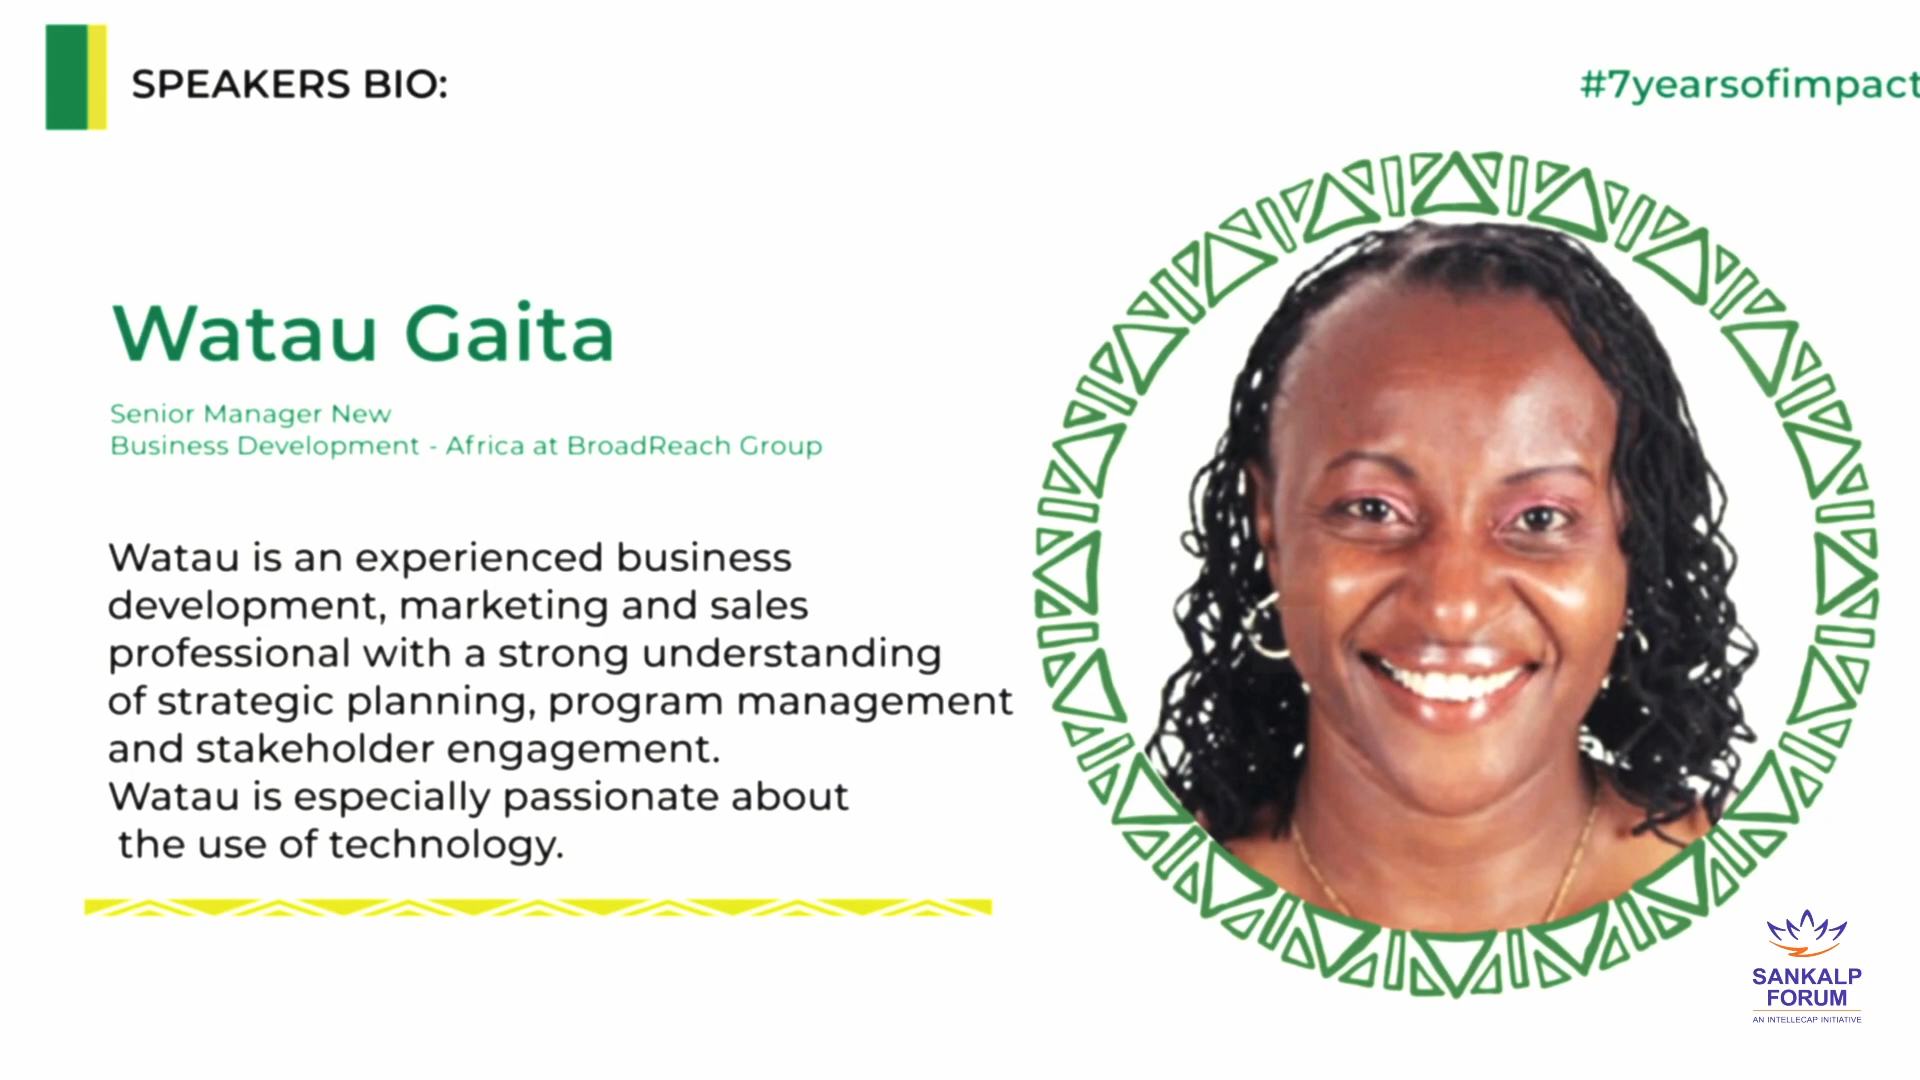 SPEAKERS BIO:
#7yearsofimpact
Watau Gaita
Senior Manager New
Business Development - Africa at BroadReach Group
Watau is an experienced business
development, marketing and sales
professional with a strong understanding
of strategic planning, program management
and stakeholder engagement.
Watau is especially passionate about
the use of technology.
SANKALP
FORUM
AN INTELLECAP INITIATIVE